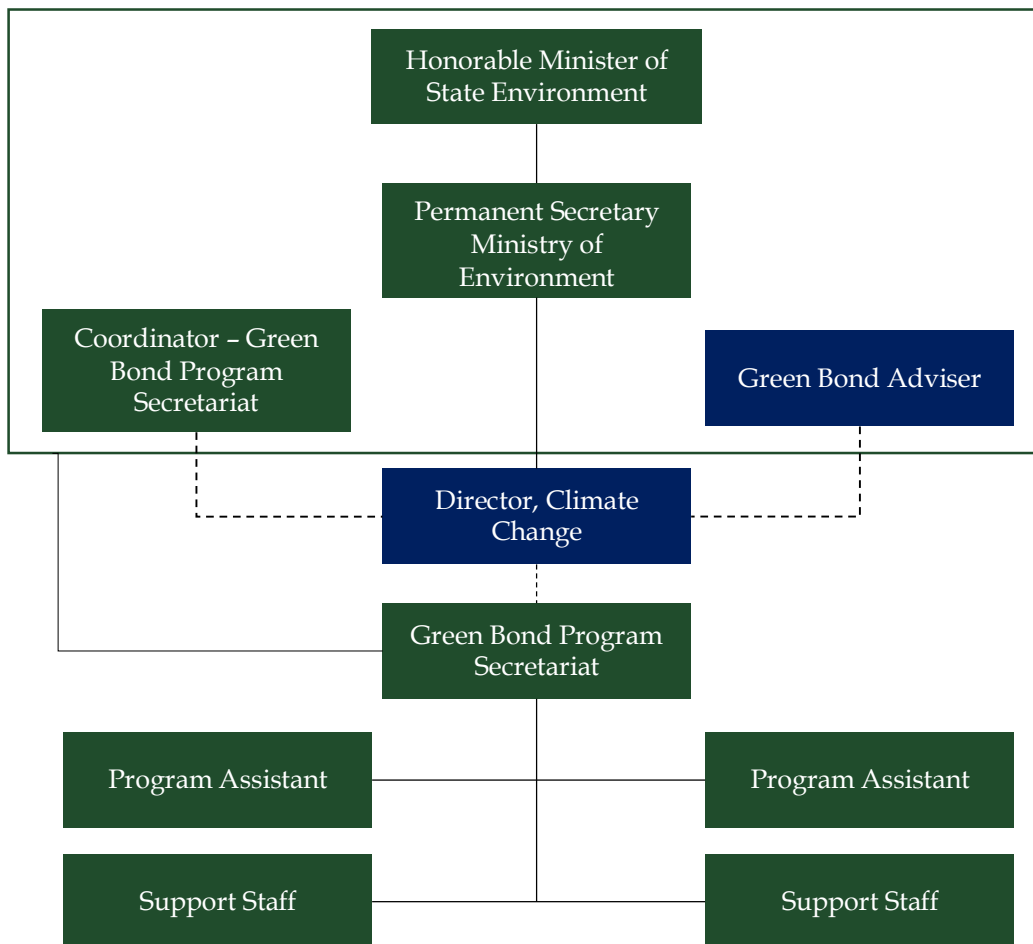 Honorable Minister of
State Environment
Permanent Secretary
Ministry of
Environment
Coordinator – Green
Bond Program
Secretariat
Green Bond Adviser
Director, Climate
Change
Green Bond Program
Secretariat
Program Assistant
Program Assistant
Support Staff
Support Staff